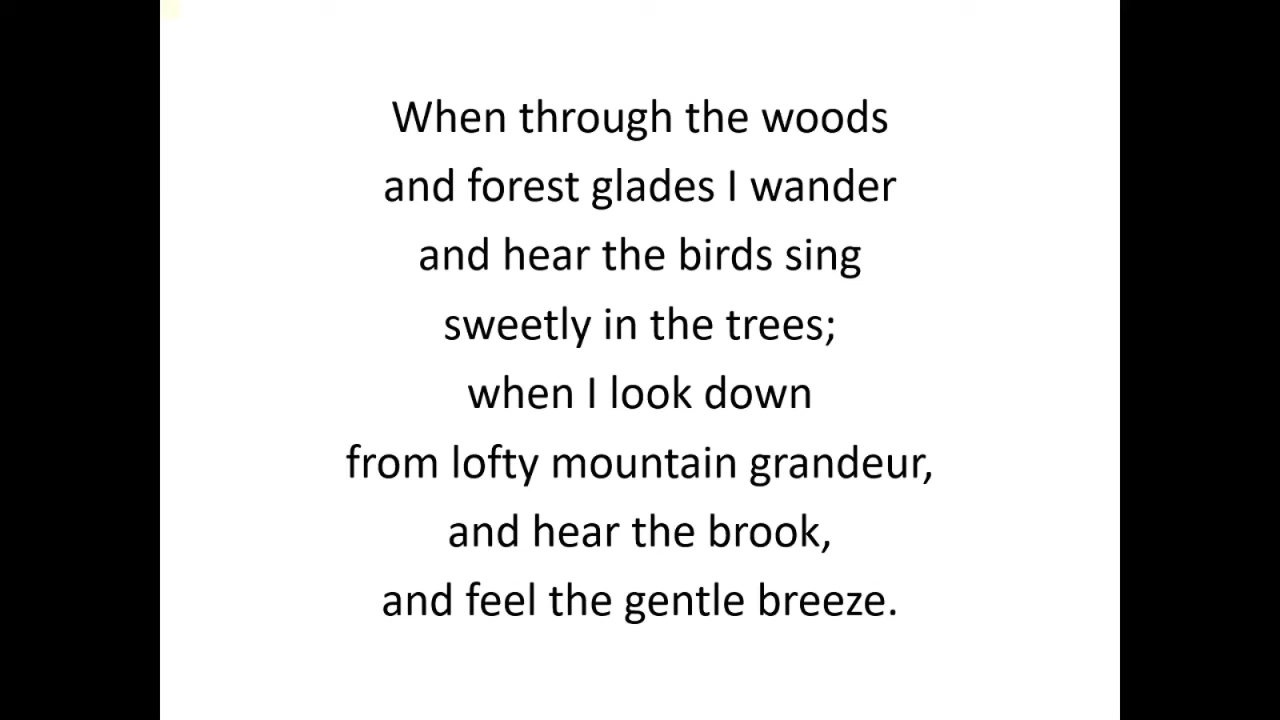 When through the woods
and forest glades I wander
and hear the birds sing
sweetly in the trees;
when I look down
from lofty mountain grandeur,
and hear the brook,
and feel the gentle breeze.